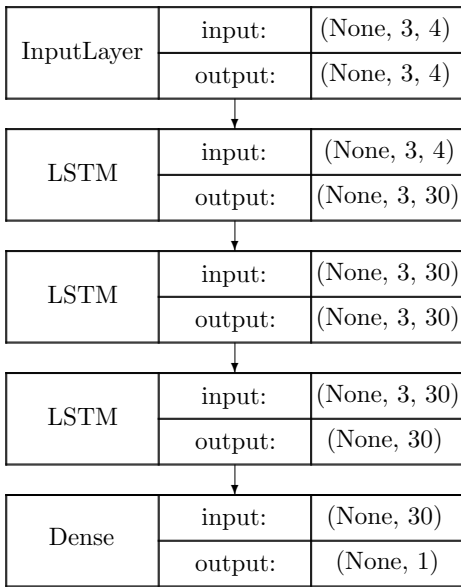 InputLayer
input: (None, 3, 4)
output: (None, 3, 4)
LSTM
input: (None, 3, 4)
output: (None, 3, 30)
LSTM
input: (None, 3, 30)
output: (None, 3, 30)
LSTM
input: (None, 3, 30)
output: (None, 30)
Dense
input: (None, 30)
output: (None, 1)